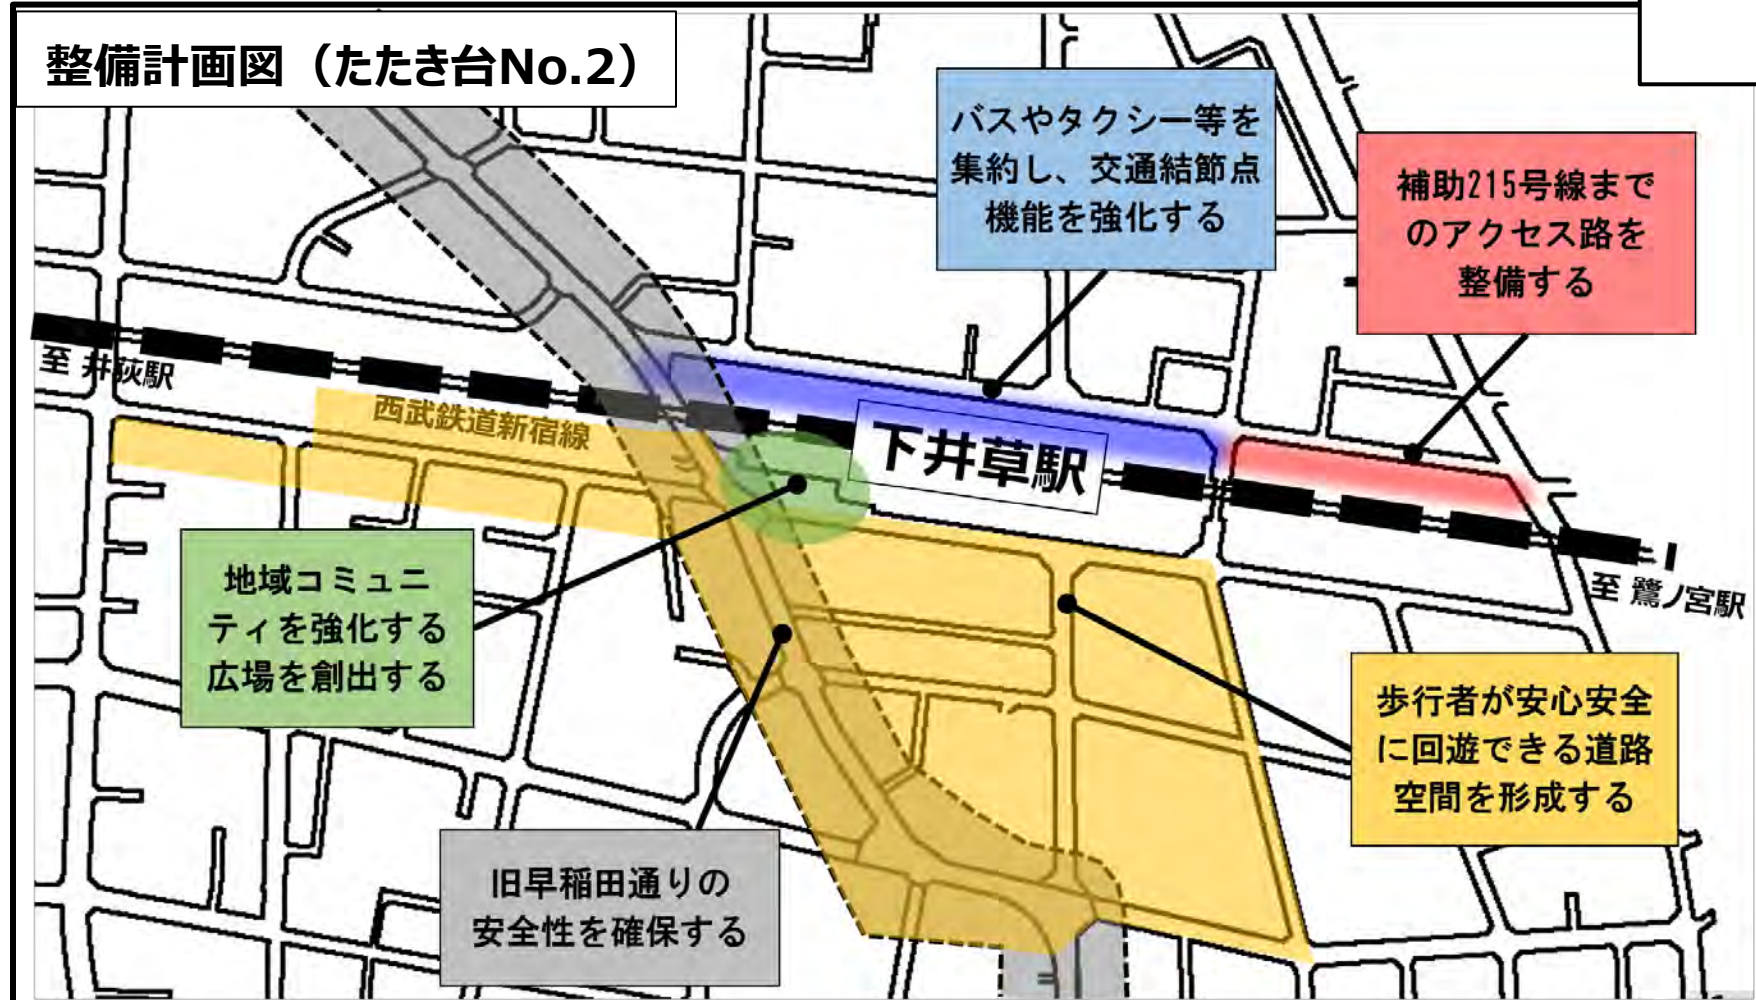 整備計画図（たたき台No.2）
バスやタクシー等を
集約し、交通結節点
機能を強化する
補助215号線まで
のアクセス路を
整備する
至 井荻駅
西武鉄道新宿線
下井草駅
至 鷺ノ宮駅
地域コミュニ
ティを強化する
広場を創出する
歩行者が安心安全
に回遊できる道路
空間を形成する
旧早稲田通りの
安全性を確保する